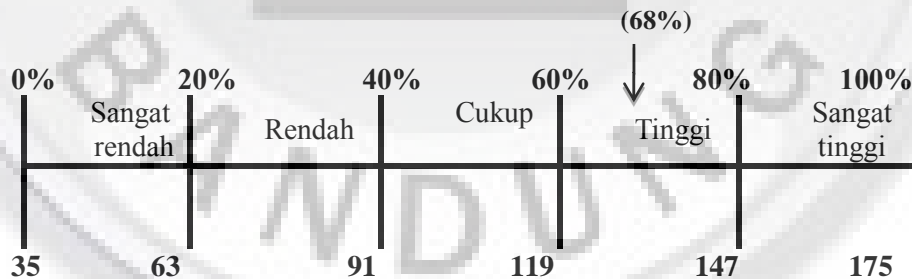 (68%)
0% 20% 40% 60% 80% 100%
Sangat rendah Rendah Cukup Tinggi Sangat tinggi
35 63 91 119 147 175
BANDUNG